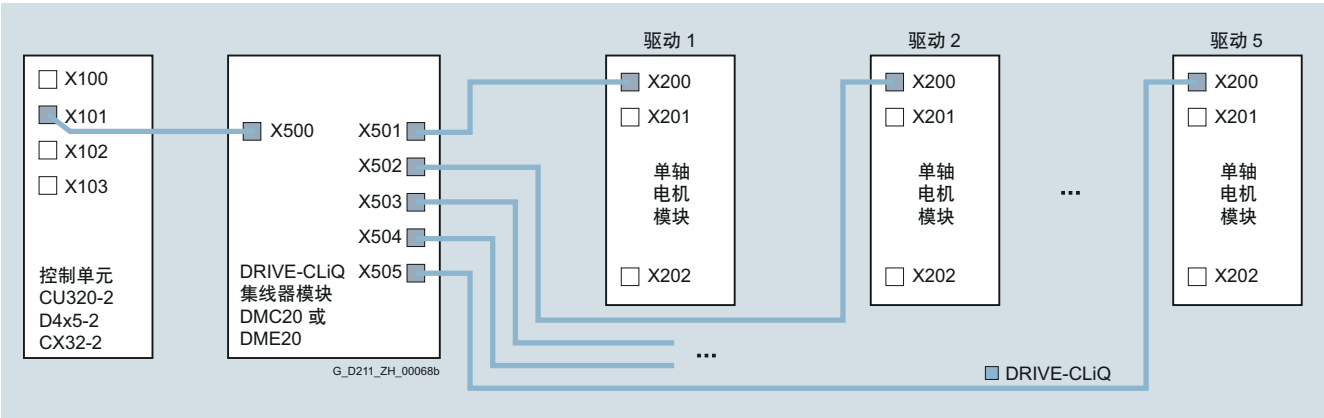 驱动 1
驱动 2
驱动 5
X100
X101
X102
X103
控制单元
CU320-2
D4x5-2
CX32-2
X500
X501
X502
X503
X504
X505
DRIVE-CLiQ
集线器模块
DMC20 或
DME20
G_D211_ZH_00068b
X200
X201
单轴
电机
模块
X202
...
X200
X201
单轴
电机
模块
X202
...
X200
X201
单轴
电机
模块
X202
DRIVE-CLiQ